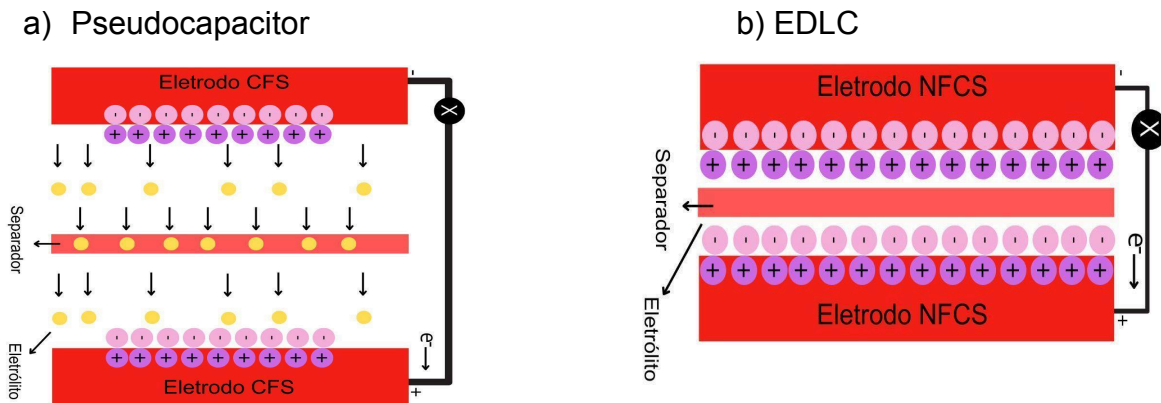 a) Pseudocapacitor
Eletrodo CFS
-
X
- - - - - - - - -
+ + + + + + + + +
Separador
Eletrólito
- - - - - - - - -
+ + + + + + + + +
e-
Eletrodo CFS
+
b) EDLC
Eletrodo NFCS
-
X
- - - - - - - - - - - - - -
+ + + + + + + + + + + + + +
Separador
- - - - - - - - - - - - - -
+ + + + + + + + + + + + + +
e-
Eletrólito
Eletrodo NFCS
+